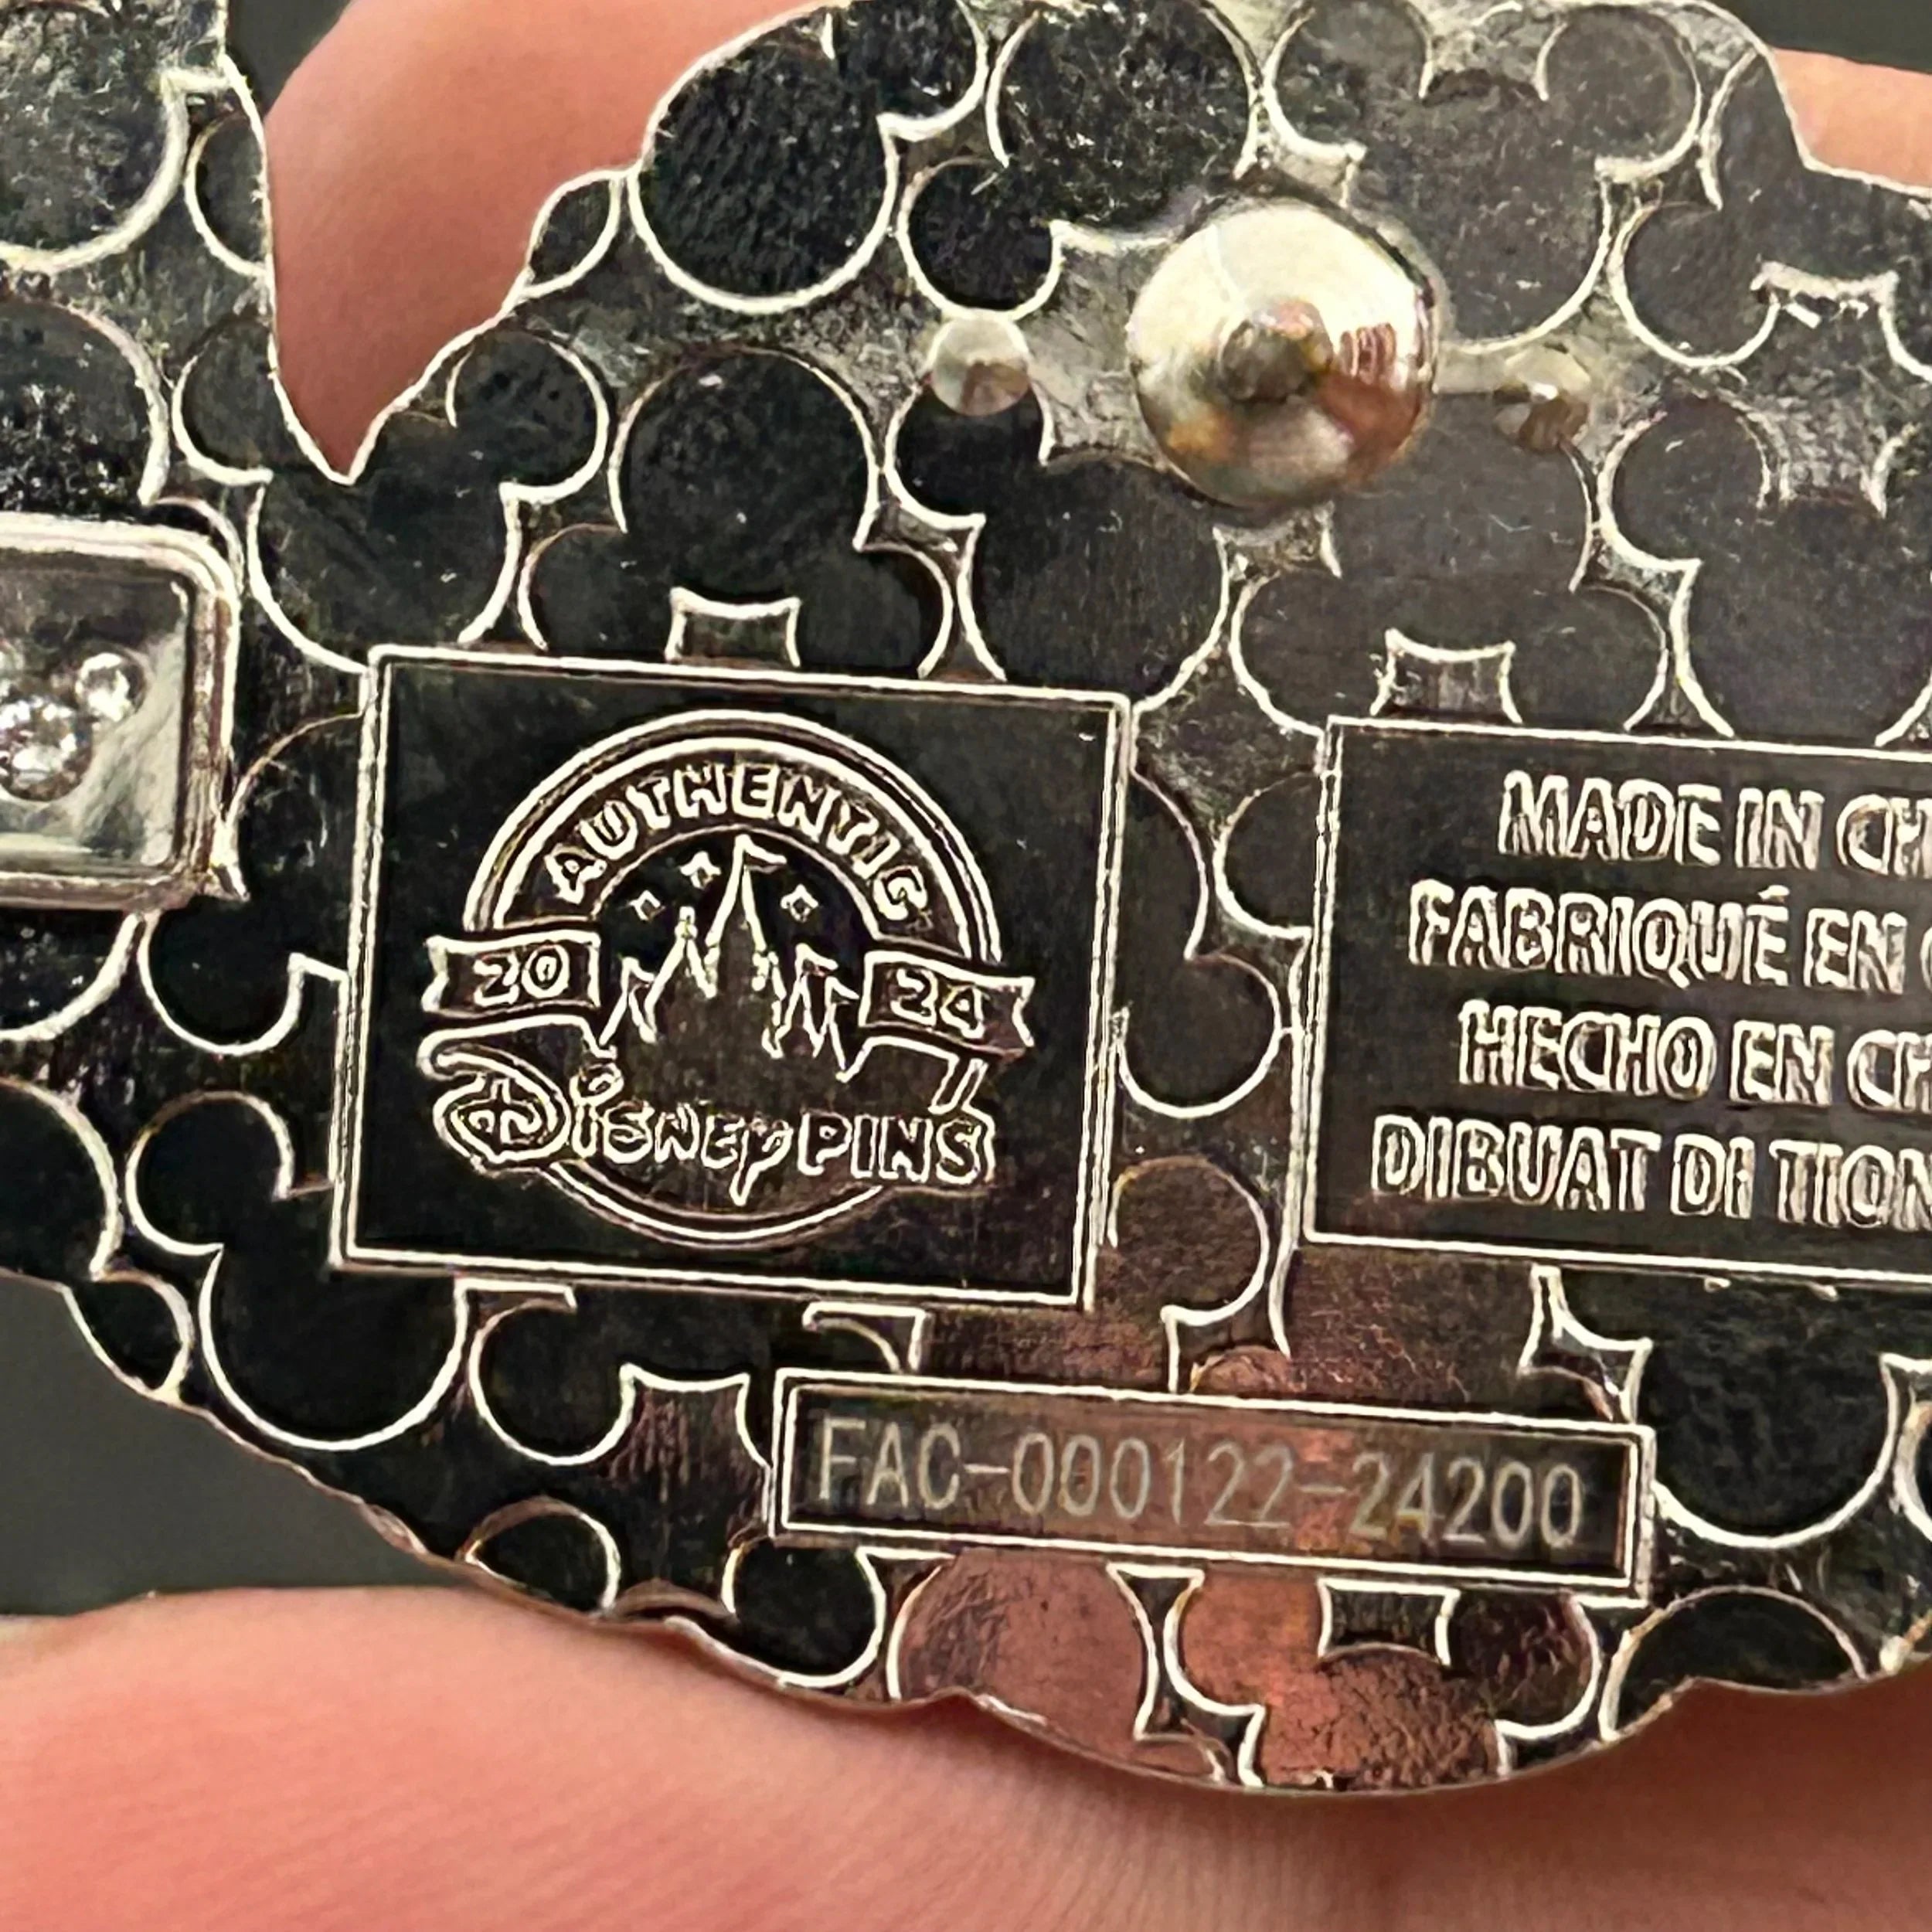 AUTHENTIC
20 24
Disney PINS
MADE IN CH
FABRIQUÉ EN
HECHO EN CH
DIBUAT DI TION
FAC-000122-24200